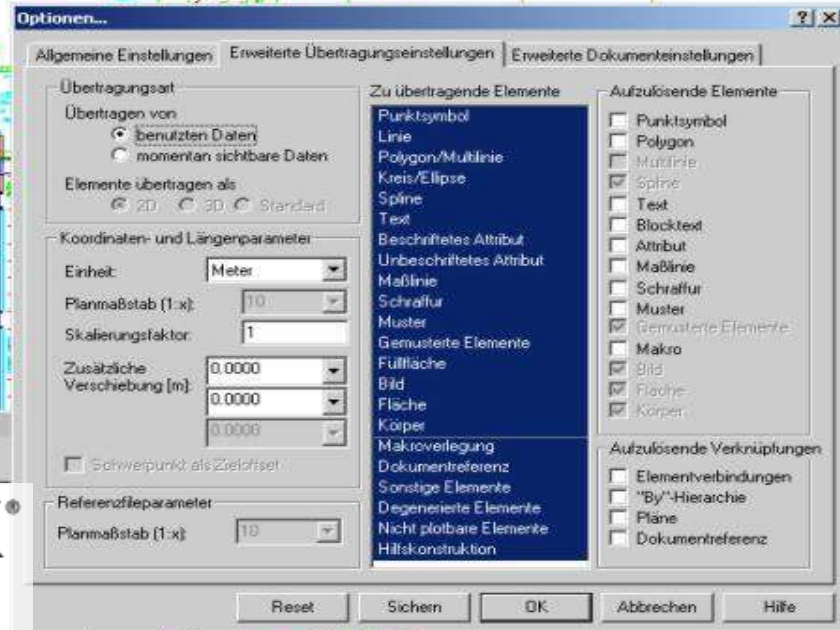 Optionen...
Allgemeine Einstellungen
Erweiterte Übertragungseinstellungen
Erweiterte Dokumenteinstellungen
Übertragungsart
Übertragen von
benutzten Daten
momentan sichtbare Daten
Elemente übertragen als
2D 3D Standard
Koordinaten- und Längenparameter
Einheit: Meter
Planmaßstab (1:x): 10
Skalierungsfaktor: 1
Zusätzliche
Verschiebung [m]:
0.0000
0.0000
0.0000
Schwerpunkt als Zieloffset
Referenzfileparameter
Planmaßstab (1:x): 10
Zu übertragende Elemente
Punktsymbol
Linie
Polygon/Multilinie
Kreis/Ellipse
Spline
Text
Beschriftetes Attribut
Unbeschriftetes Attribut
Maßlinie
Schraffur
Muster
Gemusterte Elemente
Füllfläche
Bild
Fläche
Körper
Makroverlegung
Dokumentreferenz
Sonstige Elemente
Degenerierte Elemente
Nicht plotbare Elemente
Hilfskonstruktion
Aufzulösende Elemente
Punktsymbol
Polygon
Multilinie
Spline
Text
Blocktext
Attribut
Maßlinie
Schraffur
Muster
Gemusterte Elemente
Makro
Bild
Fläche
Körper
Aufzulösende Verknüpfungen
Elementverbindungen
"By"-Hierarchie
Pläne
Dokumentreferenz
Reset
Sichern
OK
Abbrechen
Hilfe